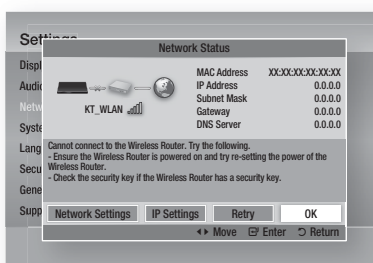 Settings
Network Status
Displ
Audio
Netw
Syste
Lang
Secu
Gene
Supp
MAC Address XX:XX:XX:XX:XX:XX
IP Address 0.0.0.0
Subnet Mask 0.0.0.0
Gateway 0.0.0.0
DNS Server 0.0.0.0
KT_WLAN
Cannot connect to the Wireless Router. Try the following.
- Ensure the Wireless Router is powered on and try re-setting the power of the
Wireless Router.
- Check the security key if the Wireless Router has a security key.
Network Settings IP Settings Retry OK
Move Enter Return